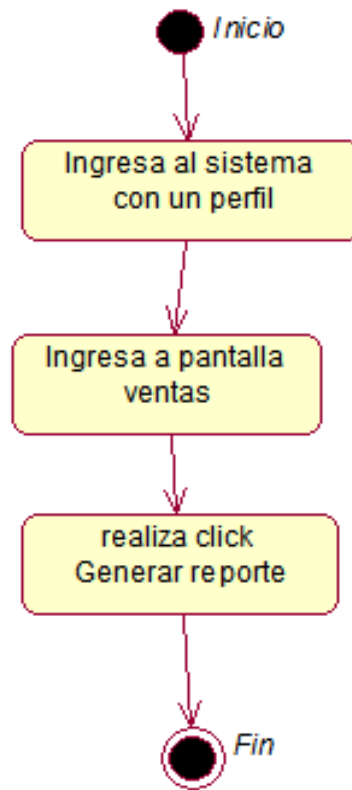 Inicio
Ingresa al sistema
con un perfil
Ingresa a pantalla
ventas
realiza click
Generar reporte
Fin